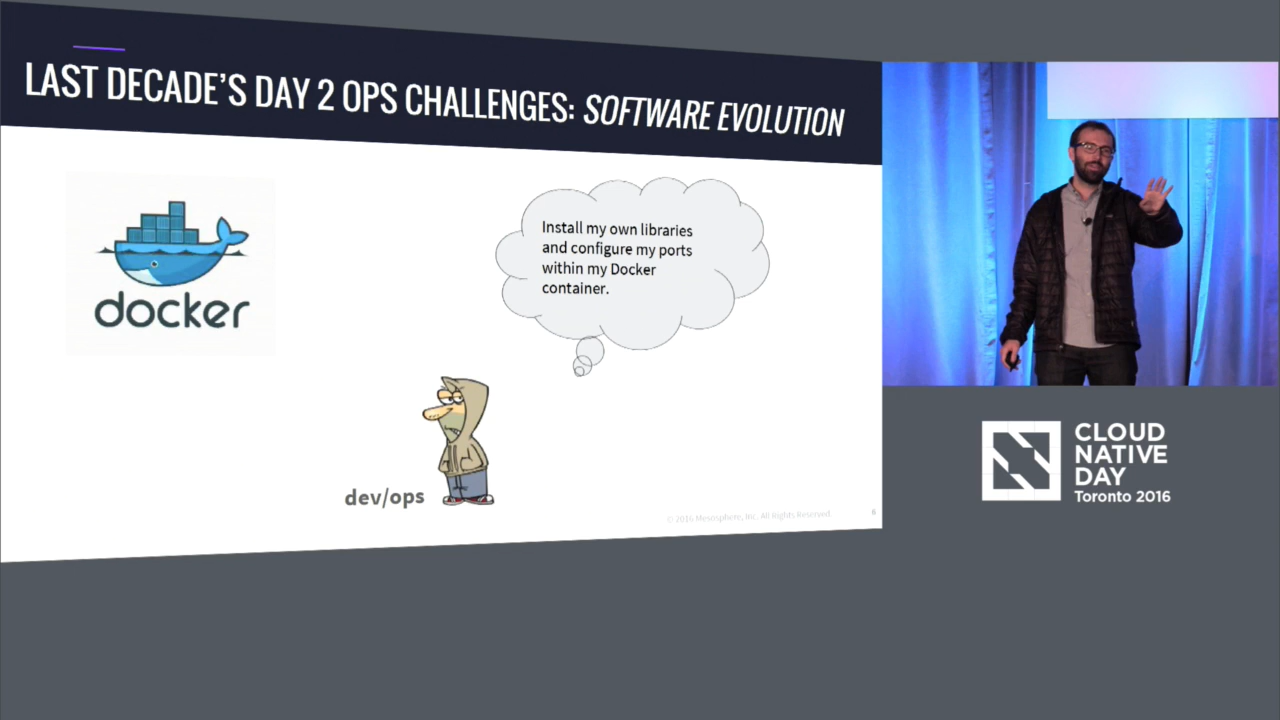 LAST DECADE'S DAY 2 OPS CHALLENGES: SOFTWARE EVOLUTION
docker
Install my own libraries
and configure my ports
within my Docker
container.
dev/ops
© 2016 Mesosphere, Inc. All Rights Reserved.
6
CLOUD
NATIVE
DAY
Toronto 2016